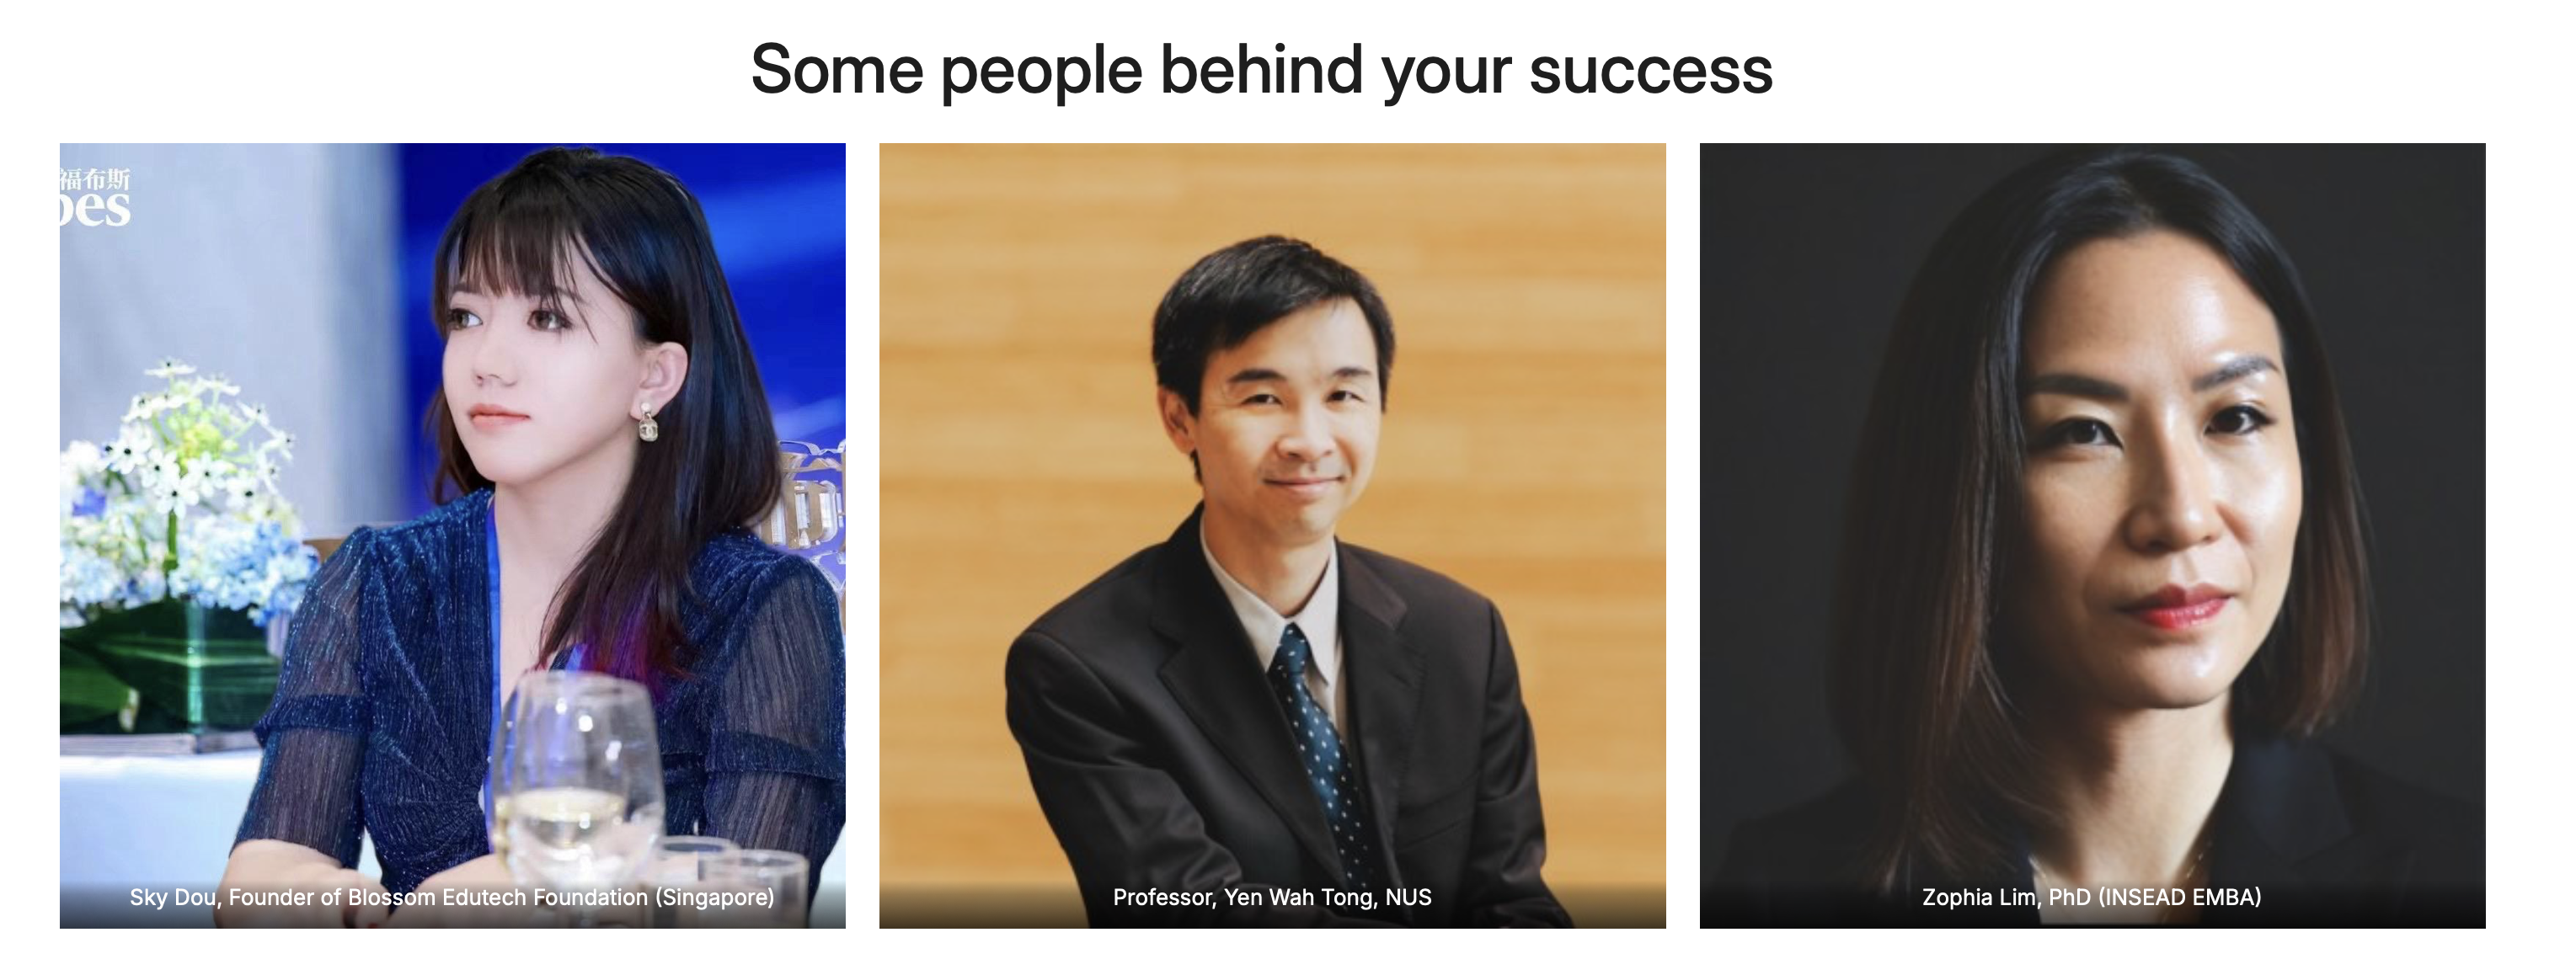 Some people behind your success
福布斯
bes
Sky Dou, Founder of Blossom Edutech Foundation (Singapore)
Professor, Yen Wah Tong, NUS
Zophia Lim, PhD (INSEAD EMBA)